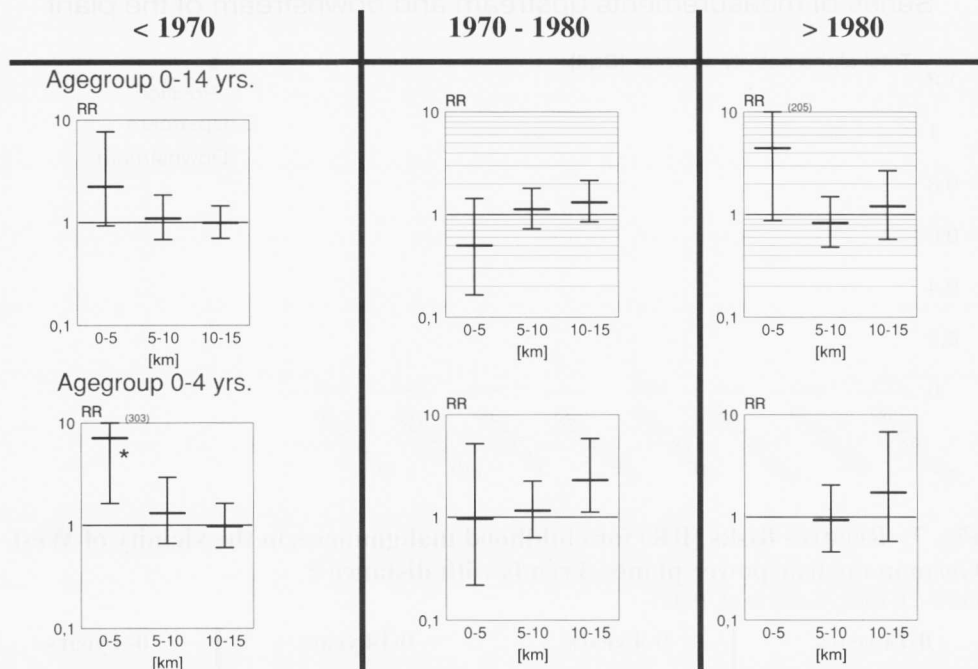 < 1970
1970 - 1980
> 1980
Agegroup 0-14 yrs.
RR
10
1
0,1
0-5 5-10 10-15
[km]
RR
10
1
0,1
0-5 5-10 10-15
[km]
RR (205)
10
1
0,1
0-5 5-10 10-15
[km]
Agegroup 0-4 yrs.
RR (303)
10
*
1
0,1
0-5 5-10 10-15
[km]
RR
10
1
0,1
0-5 5-10 10-15
[km]
RR
10
1
0,1
0-5 5-10 10-15
[km]